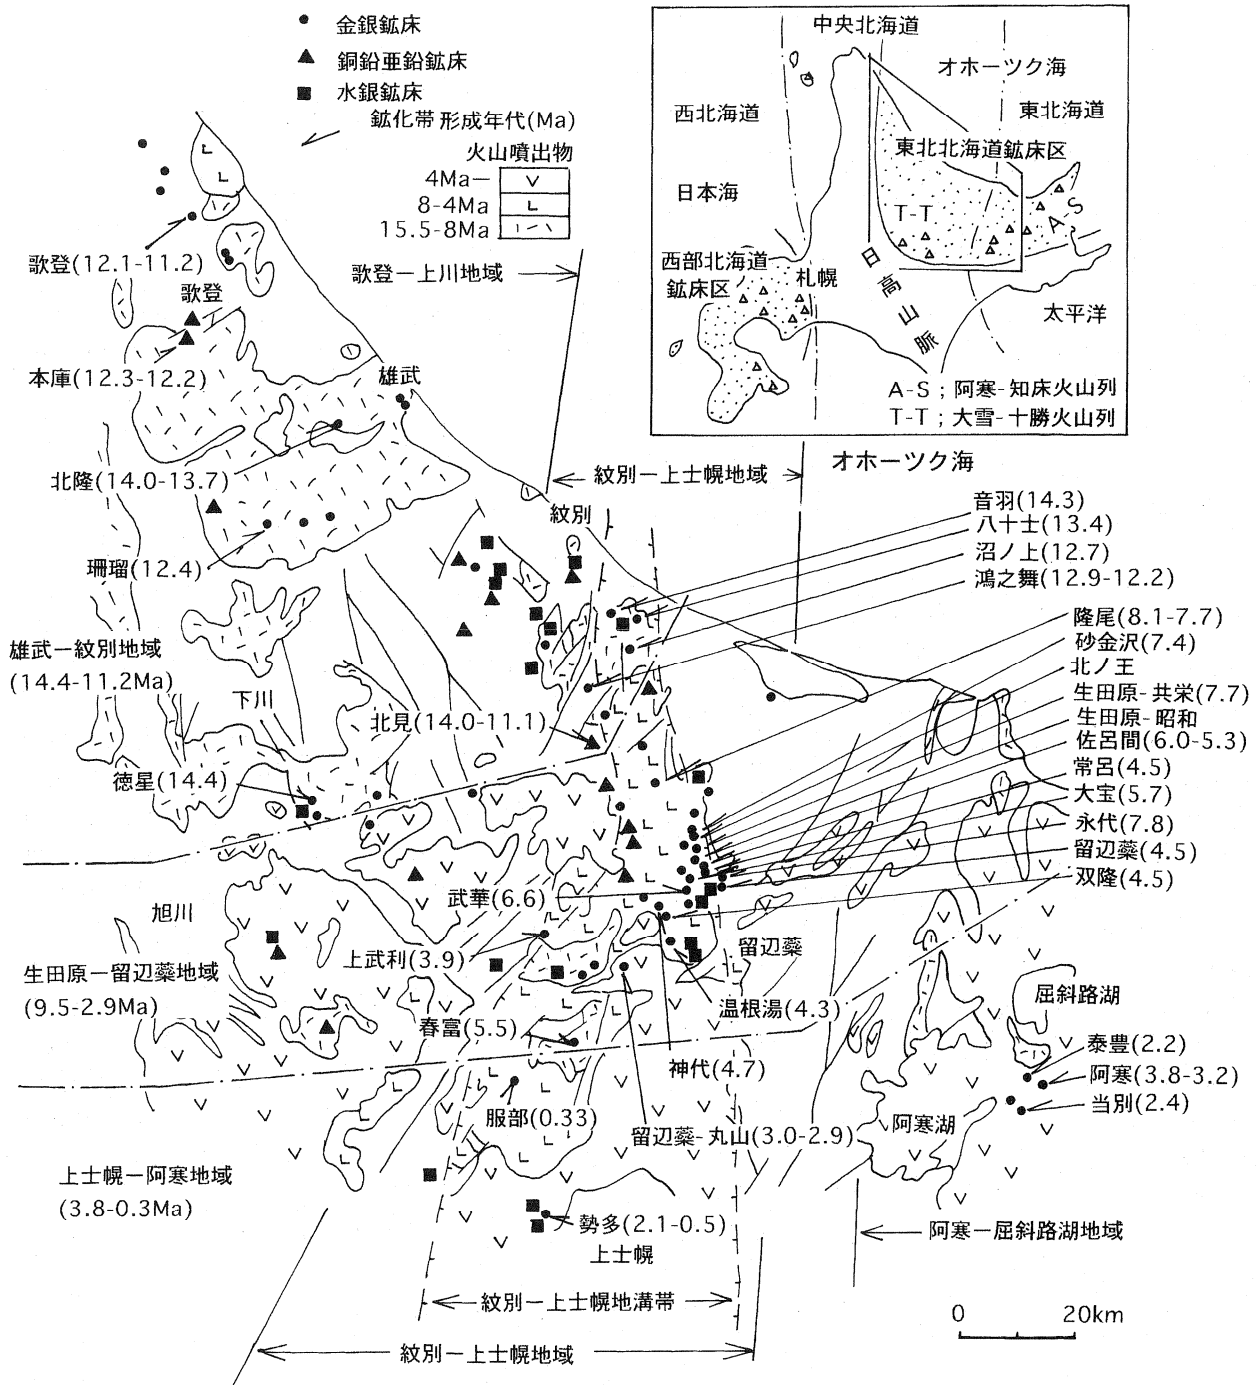 金銀鉱床
銅鉛亜鉛鉱床
水銀鉱床
鉱化帯 形成年代(Ma)
火山噴出物
4Ma―
8-4Ma
15.5-8Ma
中央北海道
オホーツク海
西北海道
東北海道
東北北海道鉱床区
日本海
T-T
A-S
西部北海道
鉱床区
札幌
日高山脈
太平洋
A-S ; 阿寒-知床火山列
T-T ; 大雪-十勝火山列
歌登―上川地域
歌登(12.1-11.2)
歌登
本庫(12.3-12.2)
雄武
オホーツク海
紋別―上士幌地域
北隆(14.0-13.7)
紋別
珊瑠(12.4)
音羽(14.3)
八十士(13.4)
沼ノ上(12.7)
鴻之舞(12.9-12.2)
隆尾(8.1-7.7)
砂金沢(7.4)
北ノ王
生田原-共栄(7.7)
生田原-昭和
佐呂間(6.0-5.3)
常呂(4.5)
大宝(5.7)
永代(7.8)
留辺蘂(4.5)
双隆(4.5)
雄武―紋別地域
(14.4-11.2Ma)
下川
北見(14.0-11.1)
徳星(14.4)
武華(6.6)
旭川
上武利(3.9)
留辺蘂
生田原―留辺蘂地域
(9.5-2.9Ma)
温根湯(4.3)
屈斜路湖
春富(5.5)
泰豊(2.2)
神代(4.7)
阿寒(3.8-3.2)
当別(2.4)
服部(0.33)
留辺蘂-丸山(3.0-2.9)
阿寒湖
上士幌―阿寒地域
(3.8-0.3Ma)
勢多(2.1-0.5)
阿寒―屈斜路湖地域
上士幌
紋別―上士幌地溝帯
0 20km
紋別―上士幌地域